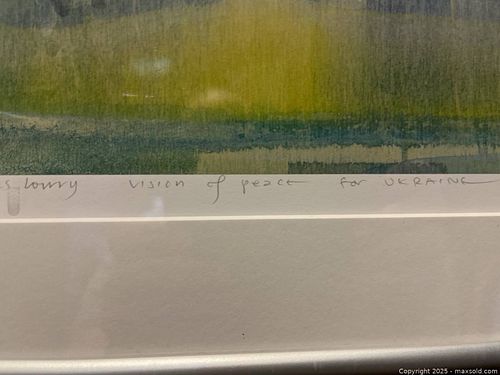 s Lowry vision of peace for UKRAINE
Copyright 2025 - maxsold.com